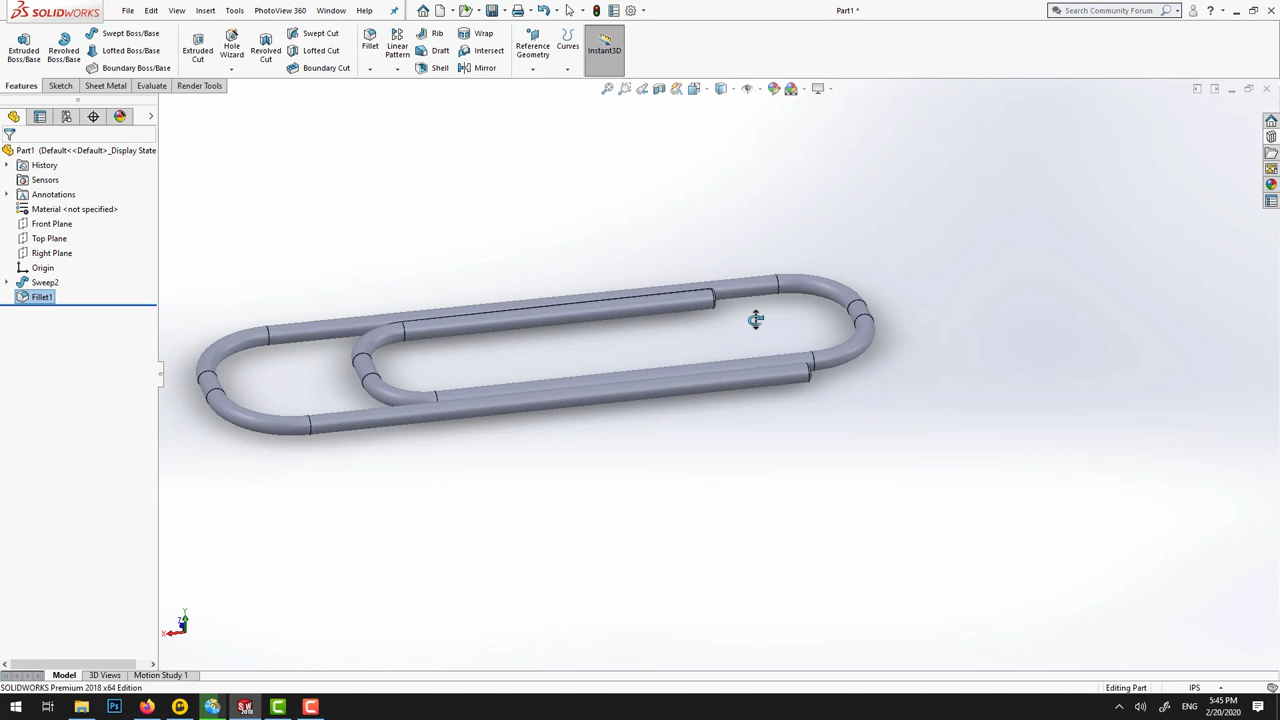 SOLIDWORKS File Edit View Insert Tools PhotoView 360 Window Help Part1 * Search Community Forum
Extruded Boss/Base
Revolved Boss/Base
Swept Boss/Base
Lofted Boss/Base
Boundary Boss/Base
Extruded Cut
Hole Wizard
Revolved Cut
Swept Cut
Lofted Cut
Boundary Cut
Fillet
Linear Pattern
Rib
Draft
Shell
Wrap
Intersect
Mirror
Reference Geometry
Curves
Instant3D
Features Sketch Sheet Metal Evaluate Render Tools
Part1 (Default<<Default>_Display State
History
Sensors
Annotations
Material <not specified>
Front Plane
Top Plane
Right Plane
Origin
Sweep2
Fillet1
Y
Z
X
Model 3D Views Motion Study 1
SOLIDWORKS Premium 2018 x64 Edition Editing Part IPS
Ps SW 2018 C C ENG 5:45 PM
2/20/2020